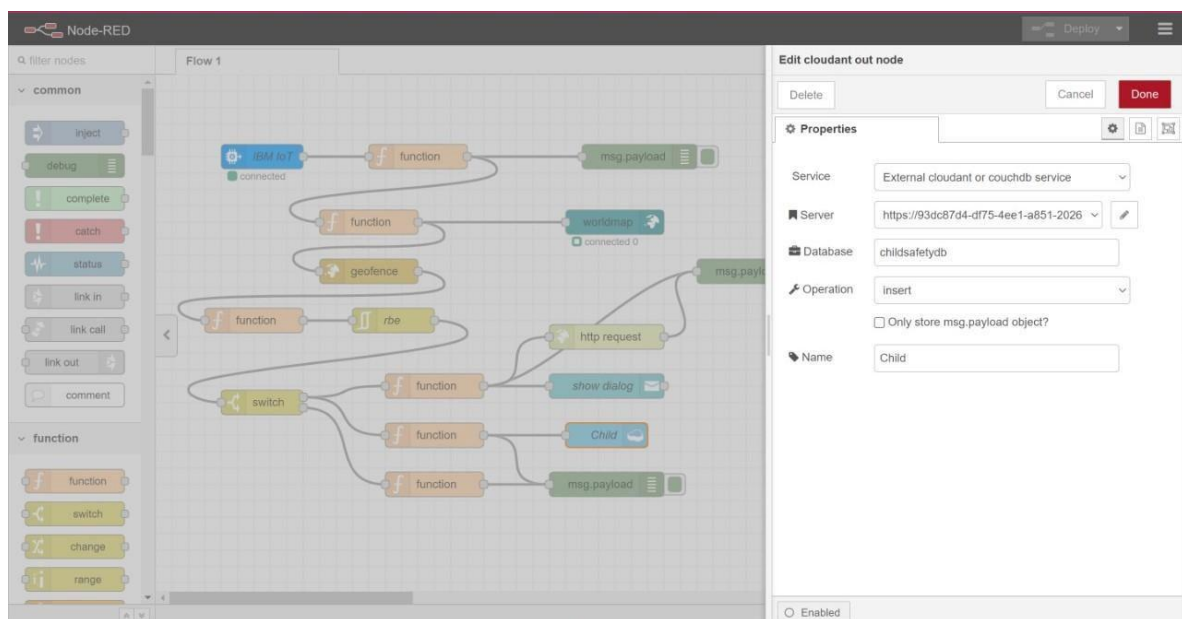 Node-RED
Deploy
filter nodes
Flow 1
common
inject
debug
complete
catch
status
link in
link call
link out
comment
function
function
switch
change
range
IBM IoT
connected
function
msg.payload
function
worldmap
connected 0
geofence
msg.paylo
function
rbe
http request
switch
function
show dialog
function
Child
function
msg.payload
Edit cloudant out node
Delete
Cancel
Done
Properties
Service
External cloudant or couchdb service
Server
https://93dc87d4-df75-4ee1-a851-2026
Database
childsafetydb
Operation
insert
Only store msg.payload object?
Name
Child
Enabled